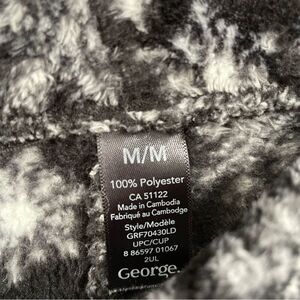 M/M
100% Polyester
CA 51122
Made in Cambodia
Fabriqué au Cambodge
Style/Modèle
GRF70430LD
UPC/CUP
8 86597 01067
2UL
George.